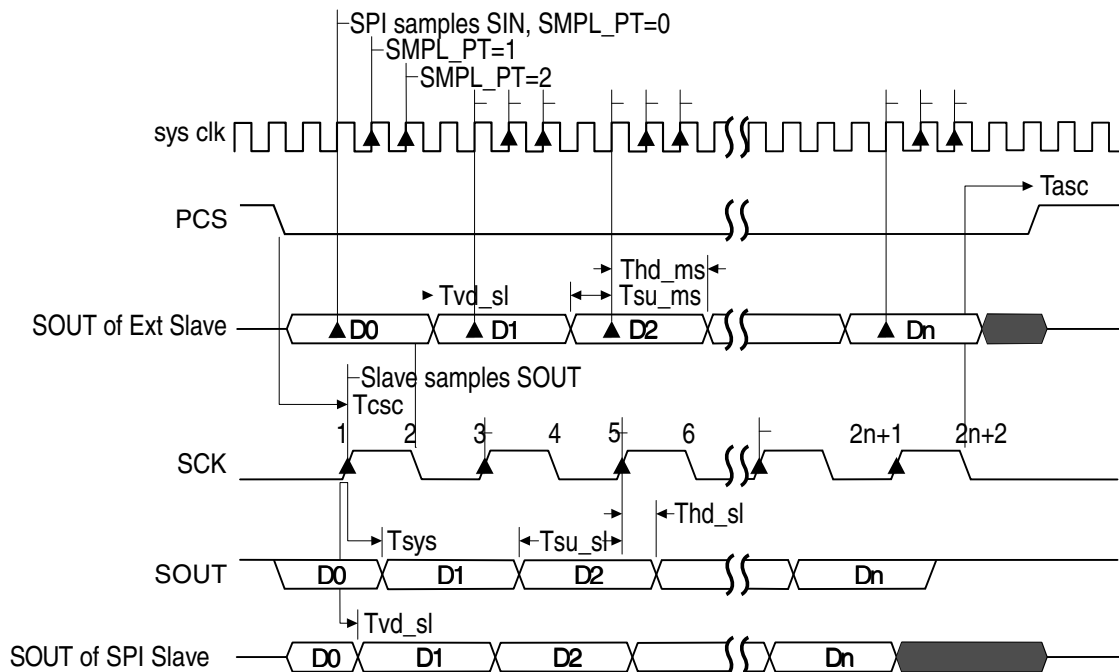 SPI samples SIN, SMPL_PT=0
SMPL_PT=1
SMPL_PT=2
sys clk
Tasc
PCS
Thd_ms
Tvd_sl
Tsu_ms
SOUT of Ext Slave
D0
D1
D2
Dn
Slave samples SOUT
Tcsc
1
2
3
4
5
6
2n+1
2n+2
SCK
Thd_sl
Tsys
Tsu_sl
SOUT
D0
D1
D2
Dn
Tvd_sl
SOUT of SPI Slave
D0
D1
D2
Dn